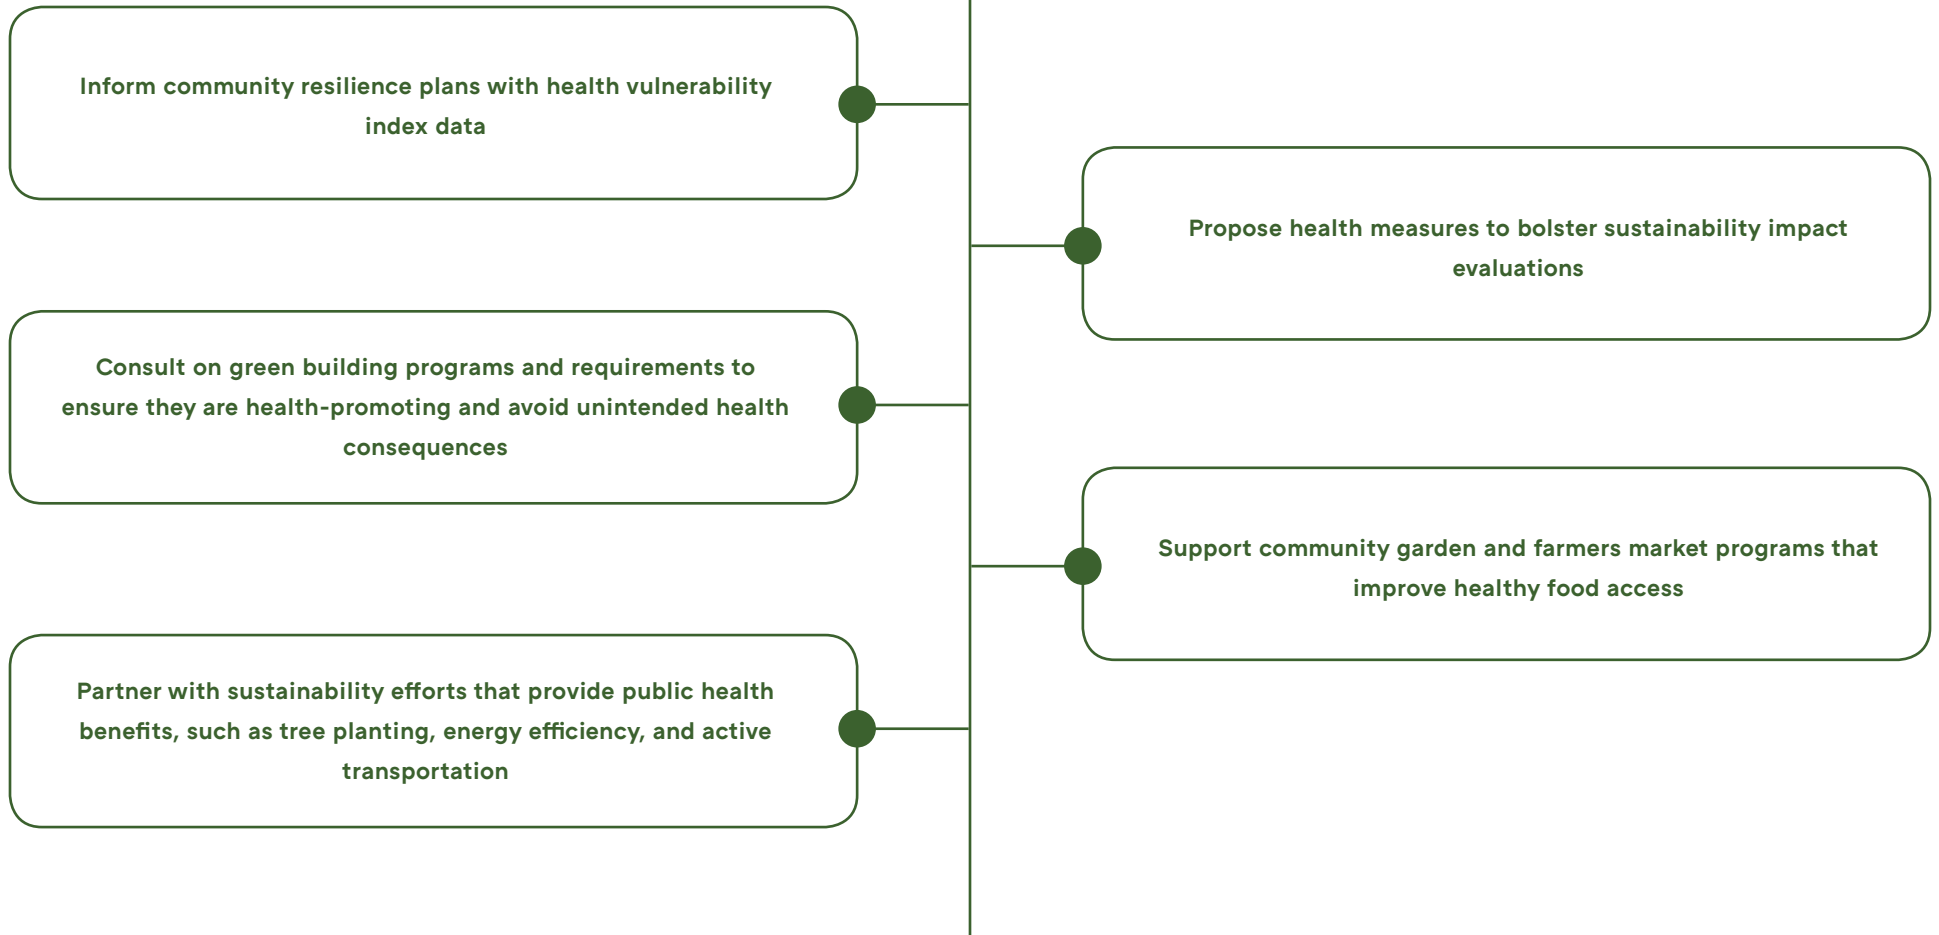 Inform community resilience plans with health vulnerability
index data
Propose health measures to bolster sustainability impact
evaluations
Consult on green building programs and requirements to
ensure they are health-promoting and avoid unintended health
consequences
Support community garden and farmers market programs that
improve healthy food access
Partner with sustainability efforts that provide public health
benefits, such as tree planting, energy efficiency, and active
transportation